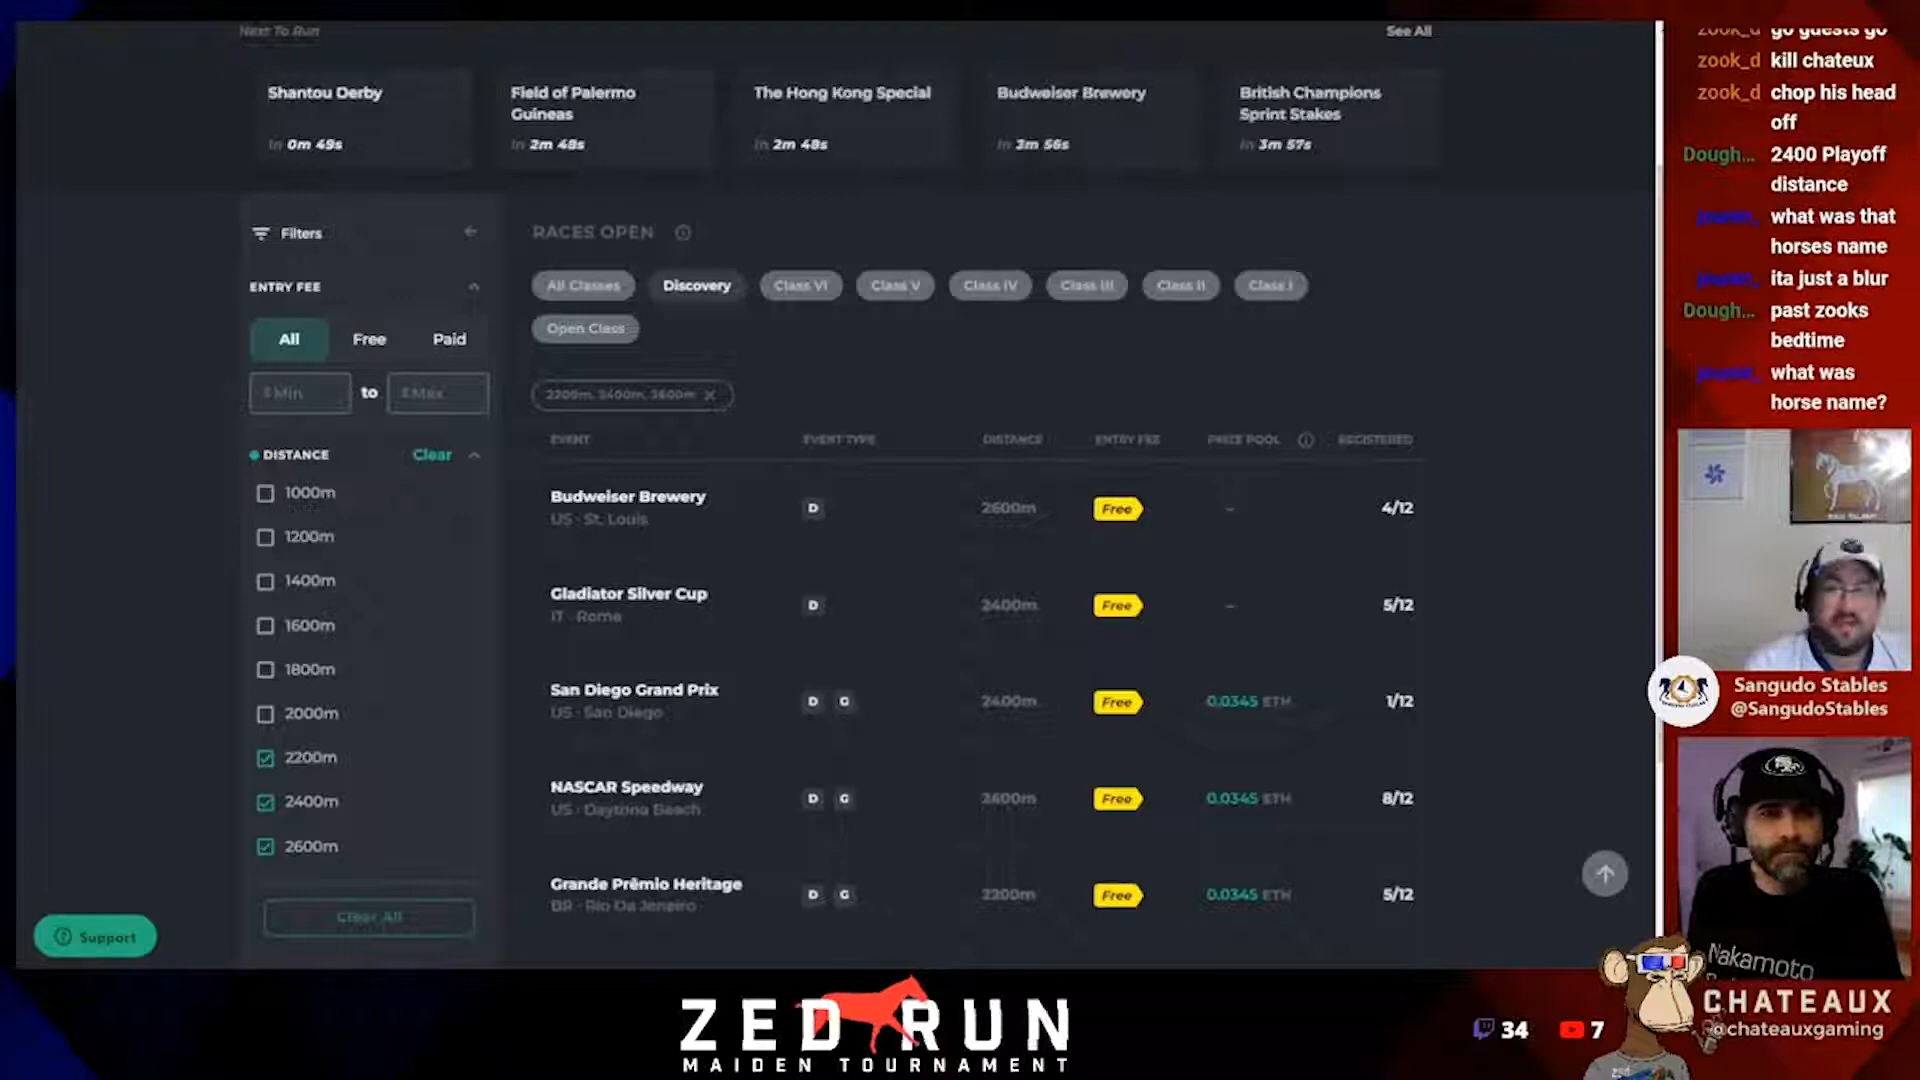 Next To Run
See All
Shantou Derby
In 0m 49s
Field of Palermo
Guineas
In 2m 48s
The Hong Kong Special
In 2m 48s
Budweiser Brewery
In 3m 56s
British Champions
Sprint Stakes
In 3m 57s
Filters
ENTRY FEE
All
Free
Paid
Min
to
Max
DISTANCE
Clear
1000m
1200m
1400m
1600m
1800m
2000m
2200m
2400m
2600m
Clear All
Support
RACES OPEN
All Classes
Discovery
Class VI
Class V
Class IV
Class III
Class II
Class I
Open Class
2200m, 2400m, 2600m
EVENT
EVENT TYPE
DISTANCE
ENTRY FEE
PRIZE POOL
REGISTERED
Budweiser Brewery
US · St. Louis
D
2600m
Free
-
4/12
Gladiator Silver Cup
IT · Rome
D
2400m
Free
-
5/12
San Diego Grand Prix
US · San Diego
D G
2400m
Free
0.0345 ETH
1/12
NASCAR Speedway
US · Daytona Beach
D G
2600m
Free
0.0345 ETH
8/12
Grande Prêmio Heritage
BR · Rio Da Janeiro
D G
2200m
Free
0.0345 ETH
5/12
zook_d go guests go
zook_d kill chateux
zook_d chop his head
off
Dough... 2400 Playoff
distance
what was that
horses name
ita just a blur
Dough... past zooks
bedtime
what was
horse name?
Sangudo Stables
@SangudoStables
Nakamoto
CHATEAUX
@chateauxgaming
ZED RUN
MAIDEN TOURNAMENT
34
7